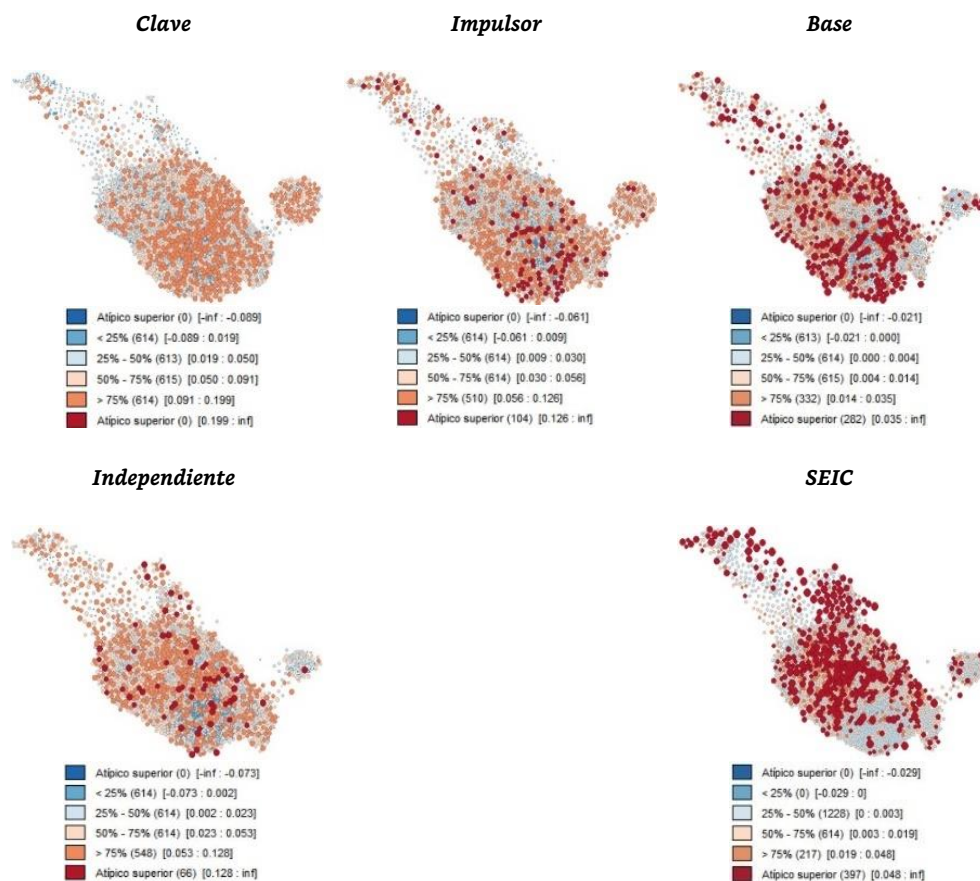 Clave
Impulsor
Base
Atípico superior (0) [-inf : -0.089]
< 25% (614) [-0.089 : 0.019]
25% - 50% (613) [0.019 : 0.050]
50% - 75% (615) [0.050 : 0.091]
> 75% (614) [0.091 : 0.199]
Atípico superior (0) [0.199 : inf]
Atípico superior (0) [-inf : -0.061]
< 25% (614) [-0.061 : 0.009]
25% - 50% (614) [0.009 : 0.030]
50% - 75% (614) [0.030 : 0.056]
> 75% (510) [0.056 : 0.126]
Atípico superior (104) [0.126 : inf]
Atípico superior (0) [-inf : -0.021]
< 25% (613) [-0.021 : 0.000]
25% - 50% (614) [0.000 : 0.004]
50% - 75% (615) [0.004 : 0.014]
> 75% (332) [0.014 : 0.035]
Atípico superior (282) [0.035 : inf]
Independiente
SEIC
Atípico superior (0) [-inf : -0.073]
< 25% (614) [-0.073 : 0.002]
25% - 50% (614) [0.002 : 0.023]
50% - 75% (614) [0.023 : 0.053]
> 75% (548) [0.053 : 0.128]
Atípico superior (66) [0.128 : inf]
Atípico superior (0) [-inf : -0.029]
< 25% (0) [-0.029 : 0]
25% - 50% (1228) [0 : 0.003]
50% - 75% (614) [0.003 : 0.019]
> 75% (217) [0.019 : 0.048]
Atípico superior (397) [0.048 : inf]